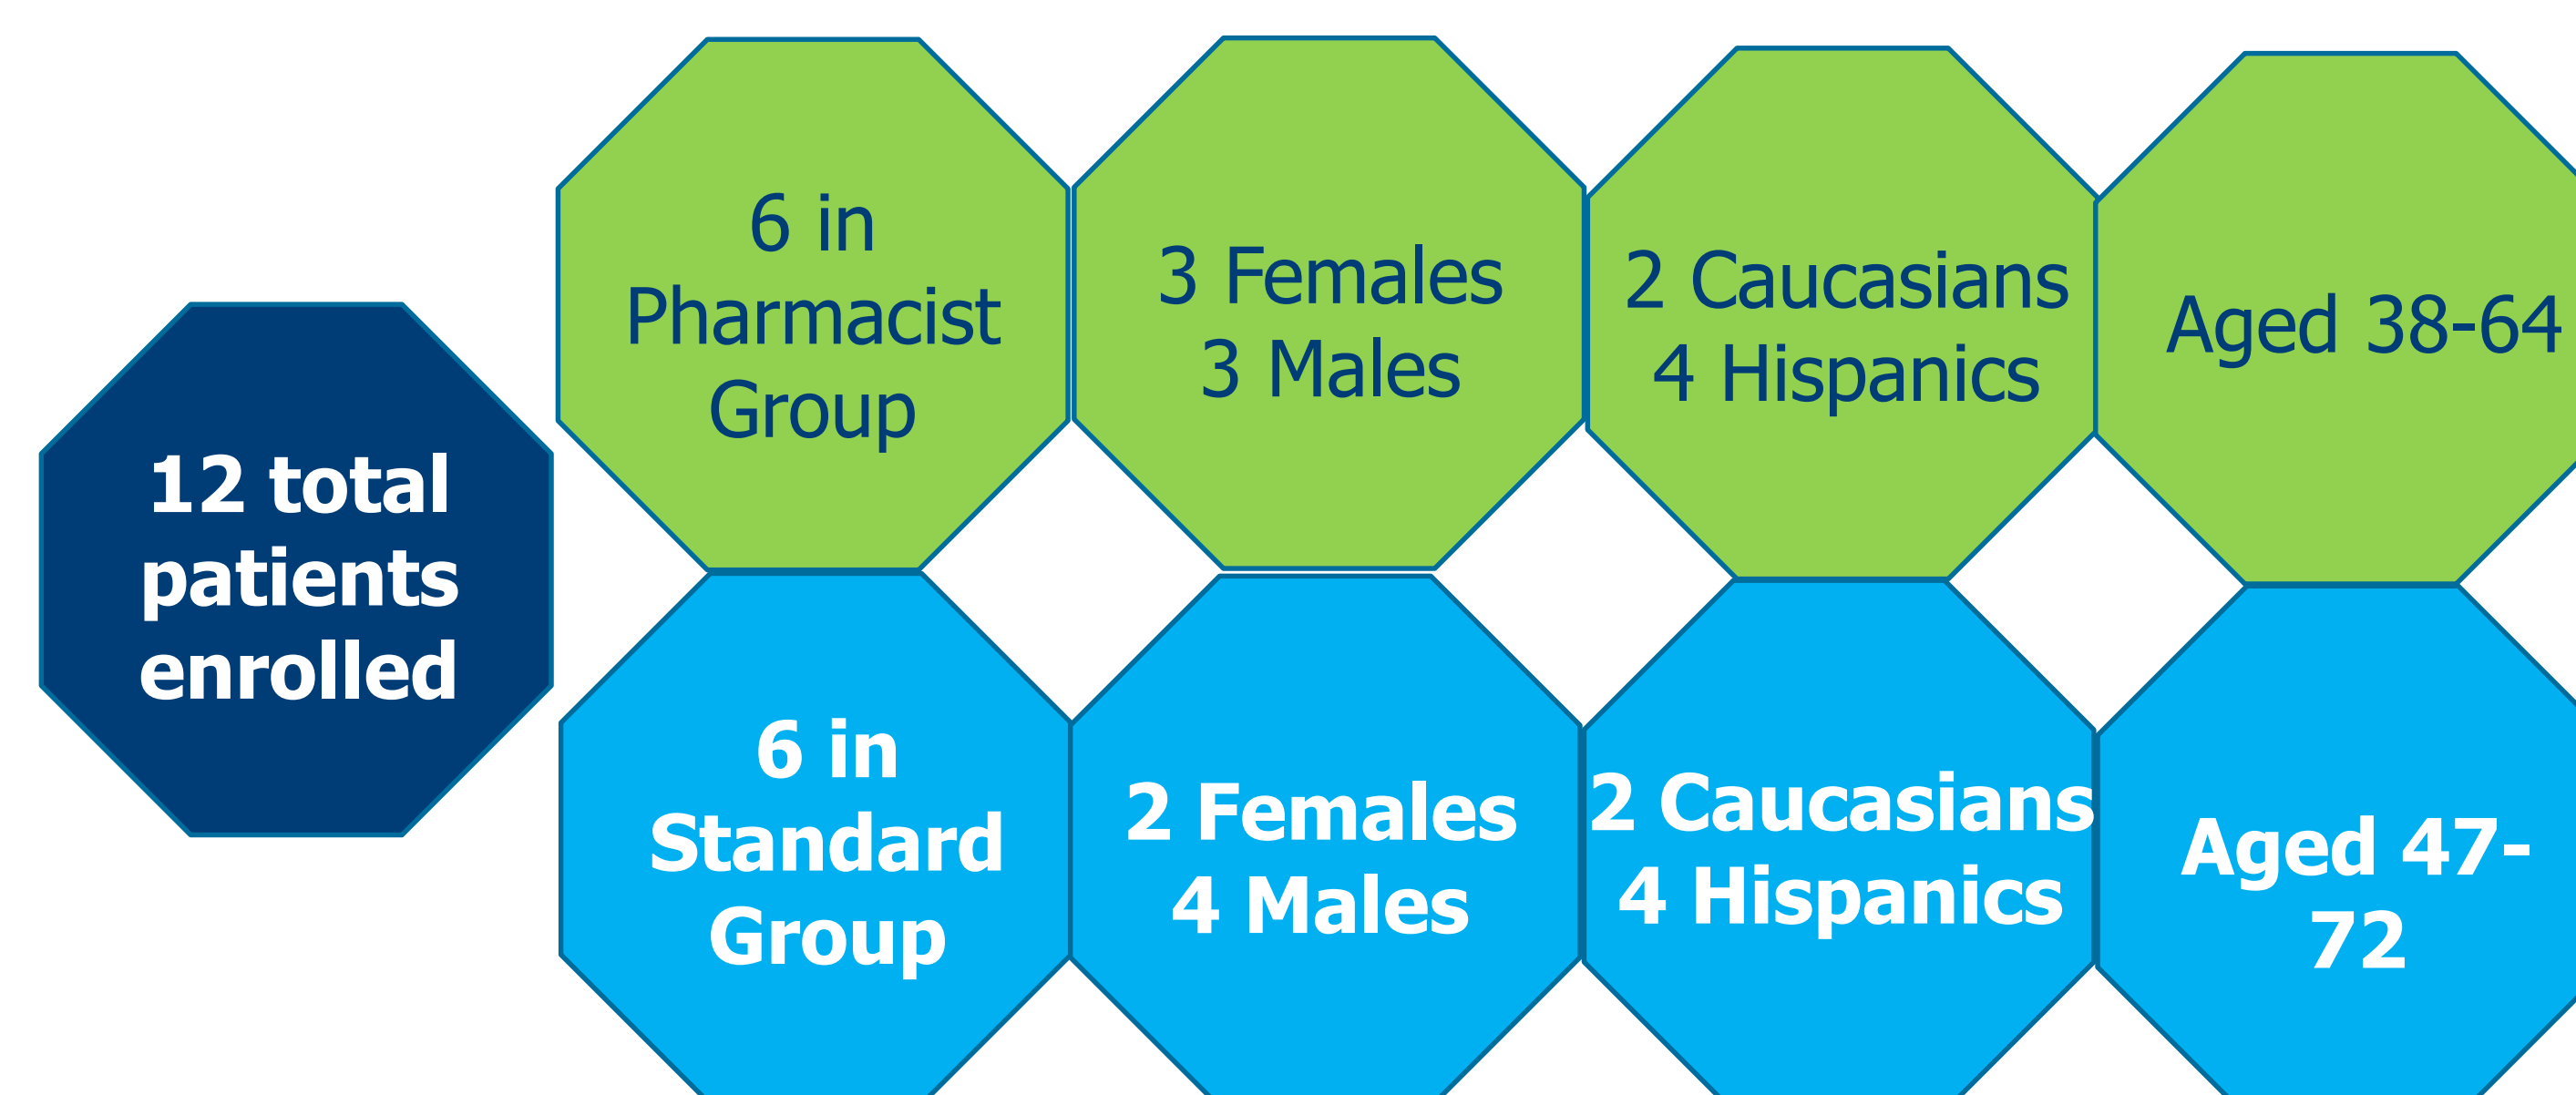 12 total
patients
enrolled
6 in
Pharmacist
Group
3 Females
3 Males
2 Caucasians
4 Hispanics
Aged 38-64
6 in
Standard
Group
2 Females
4 Males
2 Caucasians
4 Hispanics
Aged 47-
72